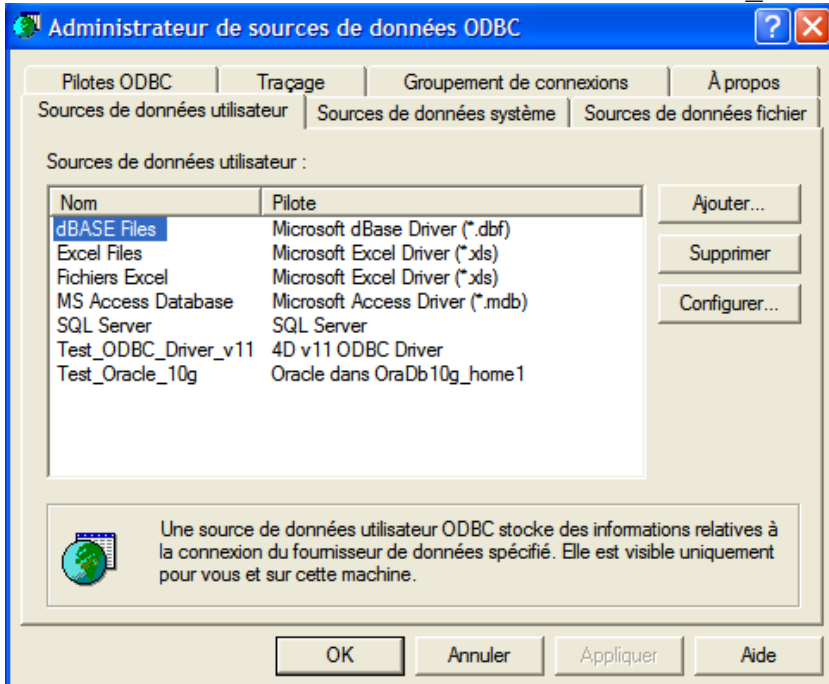 Administrateur de sources de données ODBC
Pilotes ODBC Traçage Groupement de connexions À propos
Sources de données utilisateur Sources de données système Sources de données fichier
Sources de données utilisateur :
Nom Pilote
dBASE Files Microsoft dBase Driver (*.dbf)
Excel Files Microsoft Excel Driver (*.xls)
Fichiers Excel Microsoft Excel Driver (*.xls)
MS Access Database Microsoft Access Driver (*.mdb)
SQL Server SQL Server
Test_ODBC_Driver_v11 4D v11 ODBC Driver
Test_Oracle_10g Oracle dans OraDb10g_home1
Ajouter...
Supprimer
Configurer...
Une source de données utilisateur ODBC stocke des informations relatives à
la connexion du fournisseur de données spécifié. Elle est visible uniquement
pour vous et sur cette machine.
OK Annuler Appliquer Aide